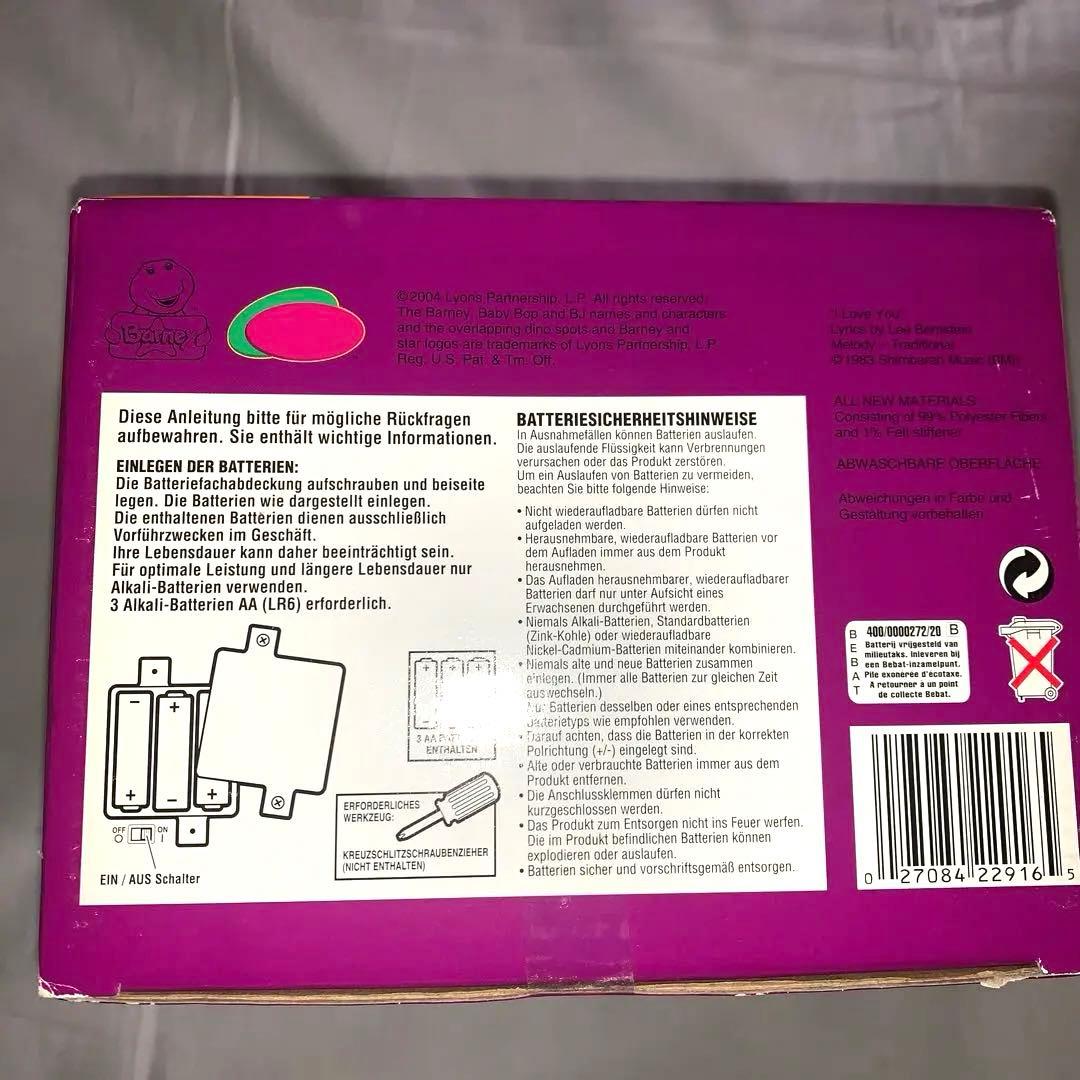 Barney
©2004 Lyons Partnership, L.P. All rights reserved.
The Barney, Baby Bop and BJ names and characters
and the overlapping dino spots and Barney and
star logos are trademarks of Lyons Partnership, L.P.
Reg. U.S. Pat. & Tm. Off.
"I Love You"
Lyrics by Lee Bernstein
Melody – Traditional
©1983 Shimbaree Music (BMI)
ALL NEW MATERIALS
Consisting of 99% Polyester Fibers
and 1% Felt stiffener
ABWASCHBARE OBERFLÄCHE
Abweichungen in Farbe und
Gestaltung vorbehalten
Diese Anleitung bitte für mögliche Rückfragen
aufbewahren. Sie enthält wichtige Informationen.
EINLEGEN DER BATTERIEN:
Die Batteriefachabdeckung aufschrauben und beiseite
legen. Die Batterien wie dargestellt einlegen.
Die enthaltenen Batterien dienen ausschließlich
Vorführzwecken im Geschäft.
Ihre Lebensdauer kann daher beeinträchtigt sein.
Für optimale Leistung und längere Lebensdauer nur
Alkali-Batterien verwenden.
3 Alkali-Batterien AA (LR6) erforderlich.
OFF
O
ON
I
EIN / AUS Schalter
3 AA
ENTHALTEN
ERFORDERLICHES
WERKZEUG:
KREUZSCHLITZSCHRAUBENZIEHER
(NICHT ENTHALTEN)
BATTERIESICHERHEITSHINWEISE
In Ausnahmefällen können Batterien auslaufen.
Die auslaufende Flüssigkeit kann Verbrennungen
verursachen oder das Produkt zerstören.
Um ein Auslaufen von Batterien zu vermeiden,
beachten Sie bitte folgende Hinweise:
• Nicht wiederaufladbare Batterien dürfen nicht
aufgeladen werden.
• Herausnehmbare, wiederaufladbare Batterien vor
dem Aufladen immer aus dem Produkt
herausnehmen.
• Das Aufladen herausnehmbarer, wiederaufladbarer
Batterien darf nur unter Aufsicht eines
Erwachsenen durchgeführt werden.
• Niemals Alkali-Batterien, Standardbatterien
(Zink-Kohle) oder wiederaufladbare
Nickel-Cadmium-Batterien miteinander kombinieren.
• Niemals alte und neue Batterien zusammen
einlegen. (Immer alle Batterien zur gleichen Zeit
auswechseln.)
• Nur Batterien desselben oder eines entsprechenden
Batterietyps wie empfohlen verwenden.
• Darauf achten, dass die Batterien in der korrekten
Polrichtung (+/-) eingelegt sind.
• Alte oder verbrauchte Batterien immer aus dem
Produkt entfernen.
• Die Anschlussklemmen dürfen nicht
kurzgeschlossen werden.
• Das Produkt zum Entsorgen nicht ins Feuer werfen.
Die im Produkt befindlichen Batterien können
explodieren oder auslaufen.
• Batterien sicher und vorschriftsgemäß entsorgen.
BEBAT
400/0000272/20 B
Batterij vrijgesteld van
milieutaks. Inleveren bij
een Bebat-inzamelpunt.
Pile exonérée d'écotaxe.
A retourner à un point
de collecte Bebat.
0 27084 22916 5